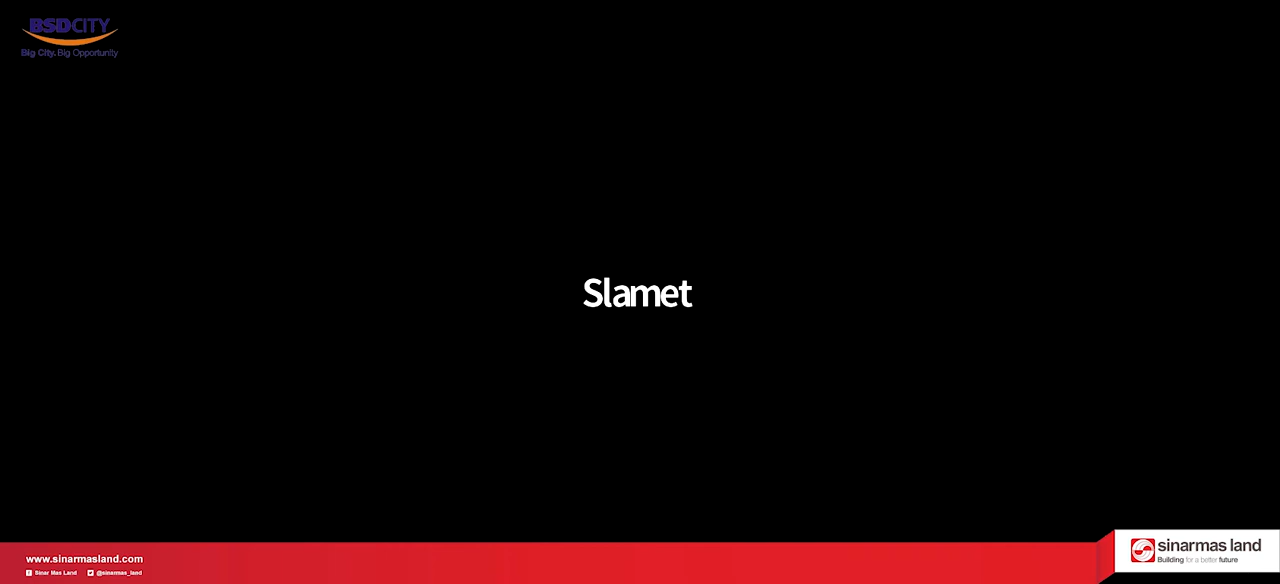 BSDCITY
Big City. Big Opportunity
Slamet
www.sinarmasland.com
Sinar Mas Land @sinarmas_land
sinarmas land
Building for a better future